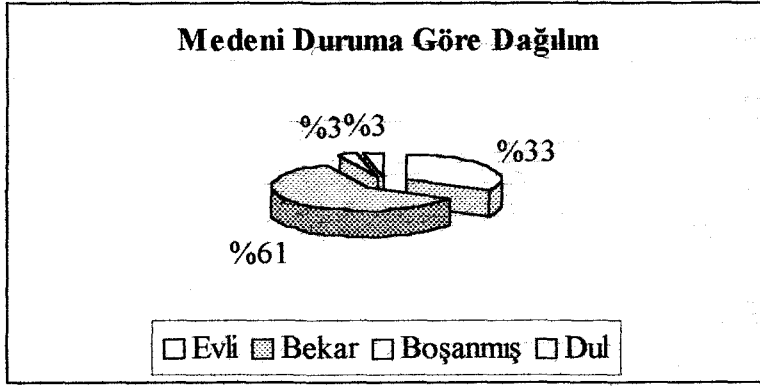 Medeni Duruma Göre Dağılım
%3%3
%33
%61
Evli Bekar Boşanmış Dul